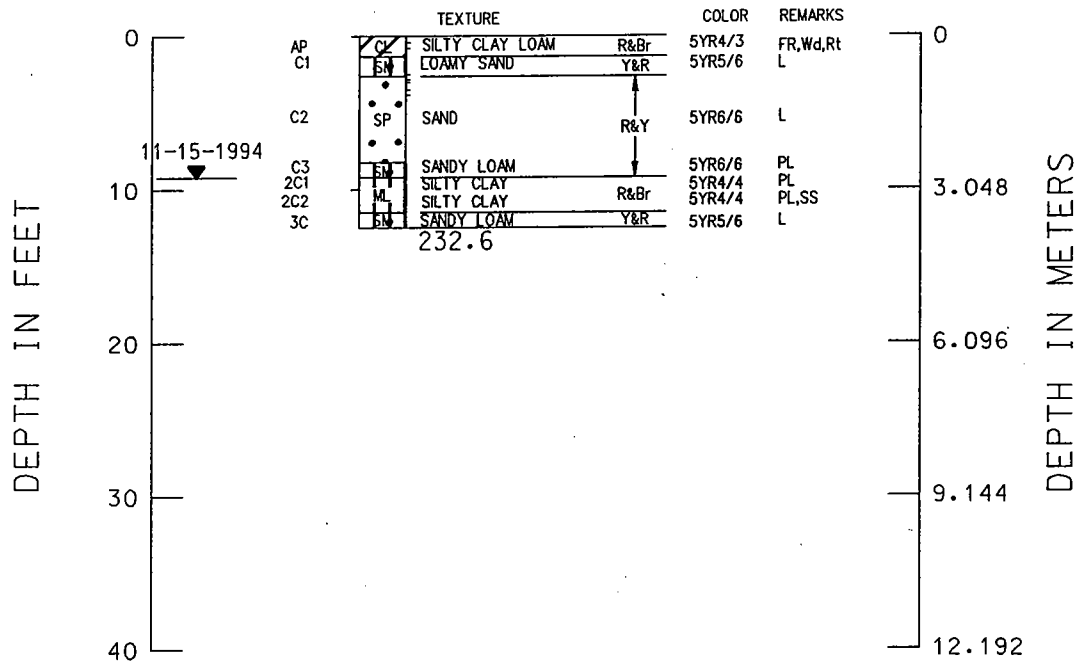 TEXTURE COLOR REMARKS
0 AP CL SILTY CLAY LOAM R&Br 5YR4/3 FR,Wd,Rt 0
C1 SM LOAMY SAND Y&R 5YR5/6 L
C2 SP SAND R&Y 5YR6/6 L
11-15-1994
C3 SM SANDY LOAM 5YR6/6 PL
2C1 SILTY CLAY 5YR4/4 PL
10 2C2 ML SILTY CLAY R&Br 5YR4/4 PL,SS 3.048
3C SM SANDY LOAM Y&R 5YR5/6 L
232.6
20 6.096
30 9.144
40 12.192
DEPTH IN FEET
DEPTH IN METERS